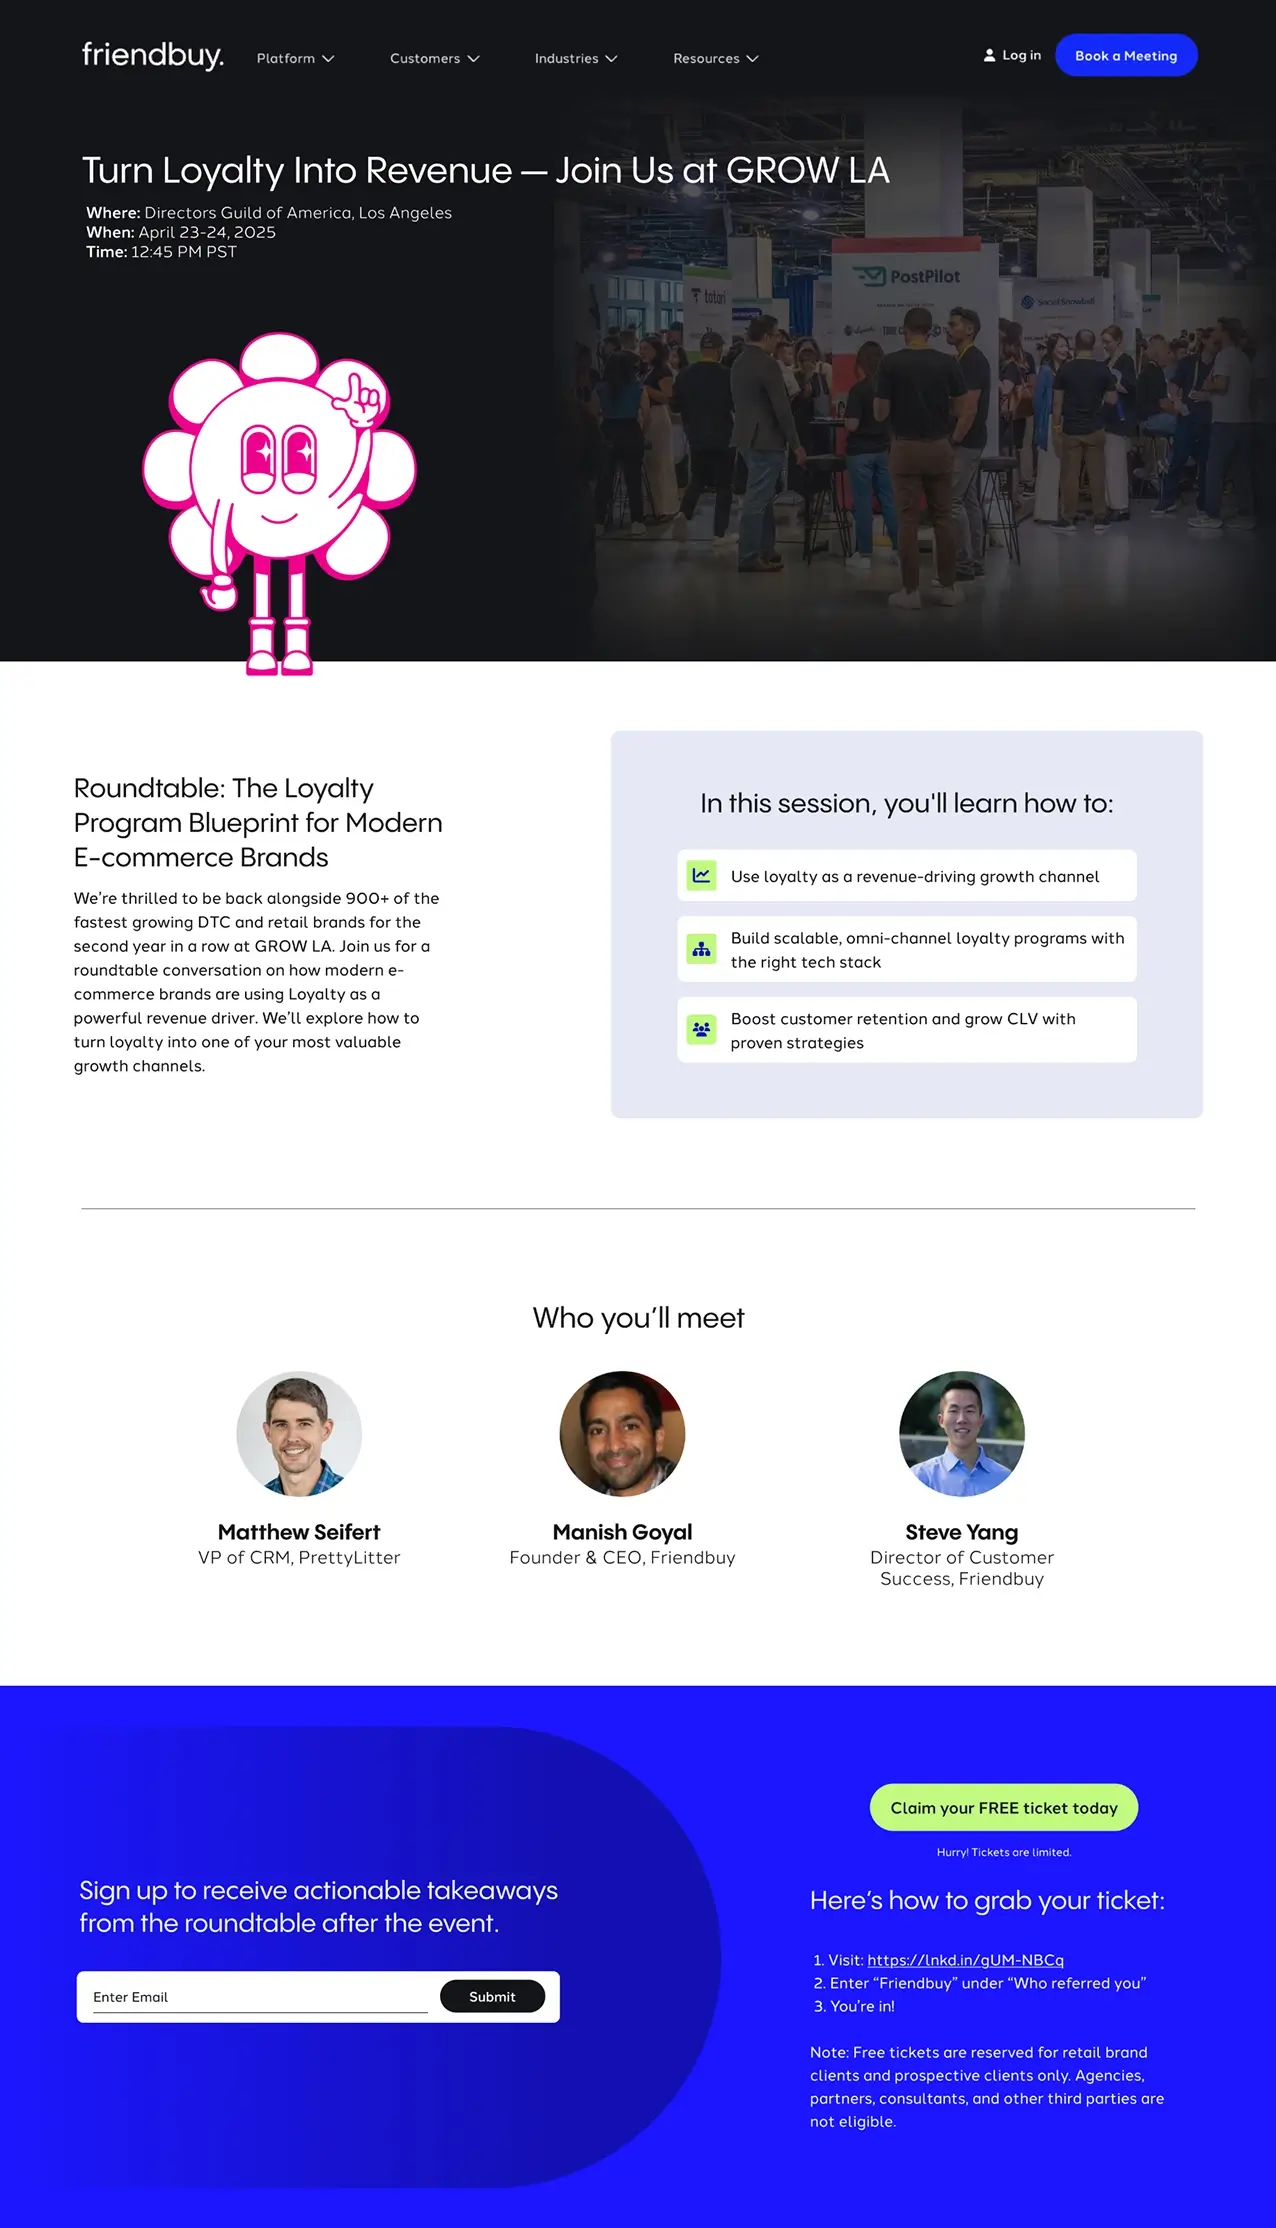 friendbuy.
Platform
Customers
Industries
Resources
Log in
Book a Meeting
Turn Loyalty Into Revenue — Join Us at GROW LA
Where: Directors Guild of America, Los Angeles
When: April 23-24, 2025
Time: 12:45 PM PST
PostPilot
tatari
Social Snowball
Roundtable: The Loyalty
Program Blueprint for Modern
E-commerce Brands
We’re thrilled to be back alongside 900+ of the
fastest growing DTC and retail brands for the
second year in a row at GROW LA. Join us for a
roundtable conversation on how modern e-
commerce brands are using Loyalty as a
powerful revenue driver. We’ll explore how to
turn loyalty into one of your most valuable
growth channels.
In this session, you'll learn how to:
Use loyalty as a revenue-driving growth channel
Build scalable, omni-channel loyalty programs with
the right tech stack
Boost customer retention and grow CLV with
proven strategies
Who you’ll meet
Matthew Seifert
VP of CRM, PrettyLitter
Manish Goyal
Founder & CEO, Friendbuy
Steve Yang
Director of Customer
Success, Friendbuy
Sign up to receive actionable takeaways
from the roundtable after the event.
Enter Email
Submit
Claim your FREE ticket today
Hurry! Tickets are limited.
Here’s how to grab your ticket:
1. Visit: https://lnkd.in/gUM-NBCq
2. Enter “Friendbuy” under “Who referred you”
3. You’re in!
Note: Free tickets are reserved for retail brand
clients and prospective clients only. Agencies,
partners, consultants, and other third parties are
not eligible.